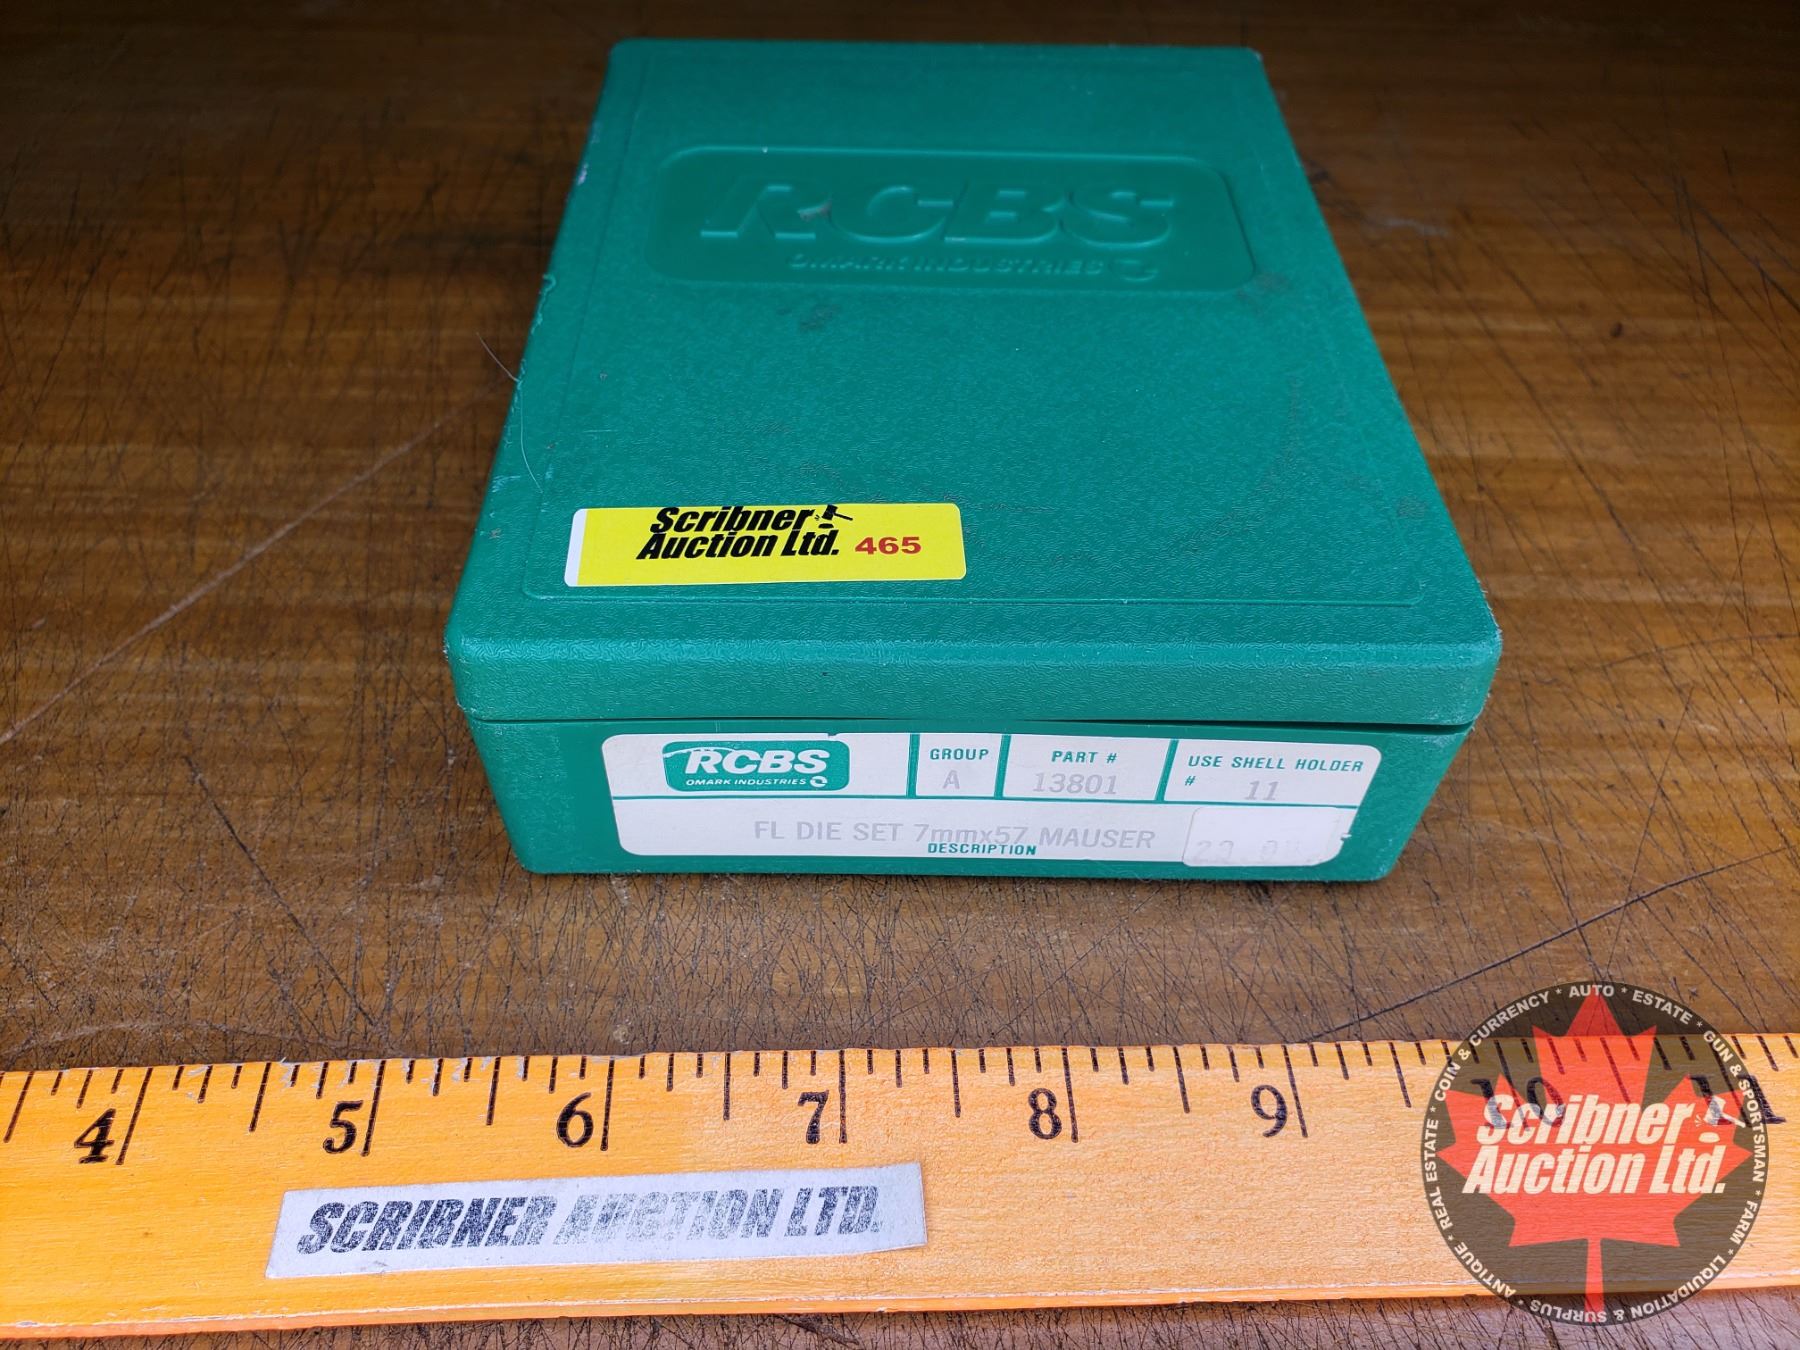 RCBS
OMARK INDUSTRIES
Scribner
Auction Ltd. 465
RCBS
OMARK INDUSTRIES
GROUP
A
PART #
13801
USE SHELL HOLDER
# 11
FL DIE SET 7mmx57 MAUSER
DESCRIPTION
4 5 6 7 8 9 10 11
SCRIBNER AUCTION LTD.
REAL ESTATE * COIN & CURRENCY * AUTO * ESTATE * GUN & SPORTSMAN * FARM * LIQUIDATION & SURPLUS * ANTIQUE *
Scribner
Auction Ltd.